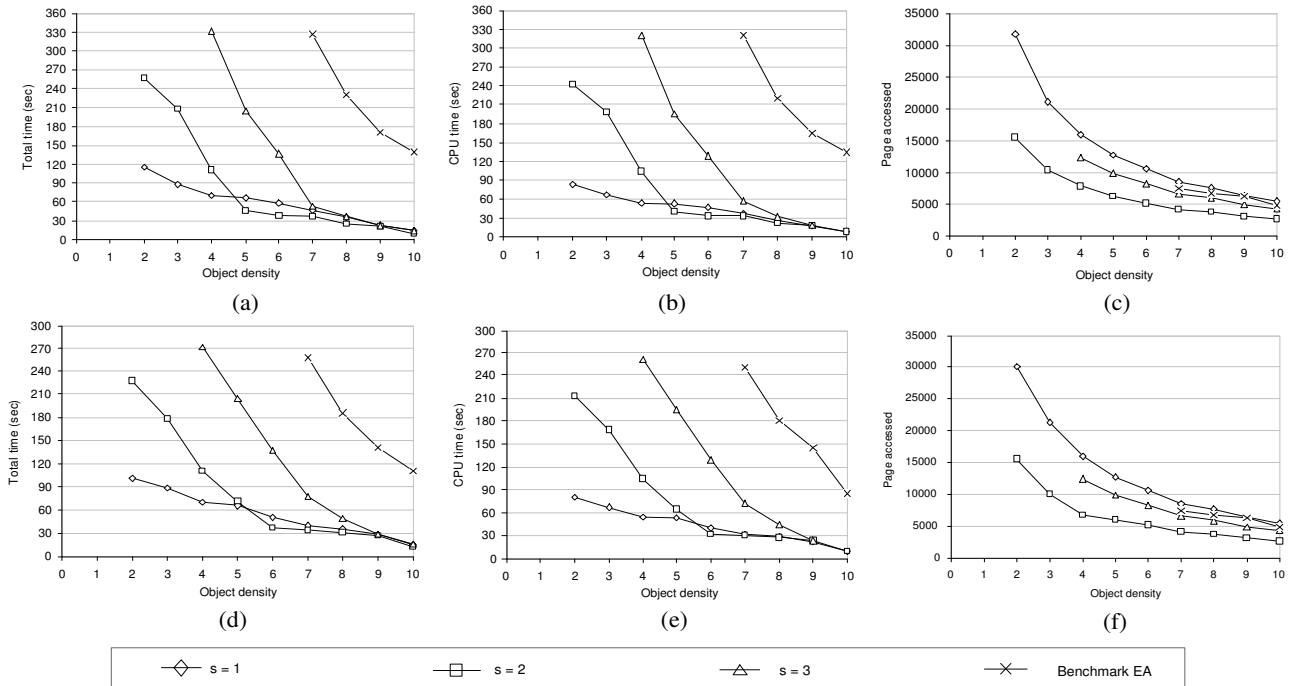 360
330
300
270
240
210
180
150
120
90
60
30
0
Total time (sec)
0 1 2 3 4 5 6 7 8 9 10
Object density
(a)
360
330
300
270
240
210
180
150
120
90
60
30
0
CPU time (sec)
0 1 2 3 4 5 6 7 8 9 10
Object density
(b)
35000
30000
25000
20000
15000
10000
5000
0
Page accessed
0 1 2 3 4 5 6 7 8 9 10
Object density
(c)
300
270
240
210
180
150
120
90
60
30
0
Total time (sec)
0 1 2 3 4 5 6 7 8 9 10
Object density
(d)
300
270
240
210
180
150
120
90
60
30
0
CPU time (sec)
0 1 2 3 4 5 6 7 8 9 10
Object density
(e)
35000
30000
25000
20000
15000
10000
5000
0
Page accessed
0 1 2 3 4 5 6 7 8 9 10
Object density
(f)
s = 1 s = 2 s = 3 Benchmark EA